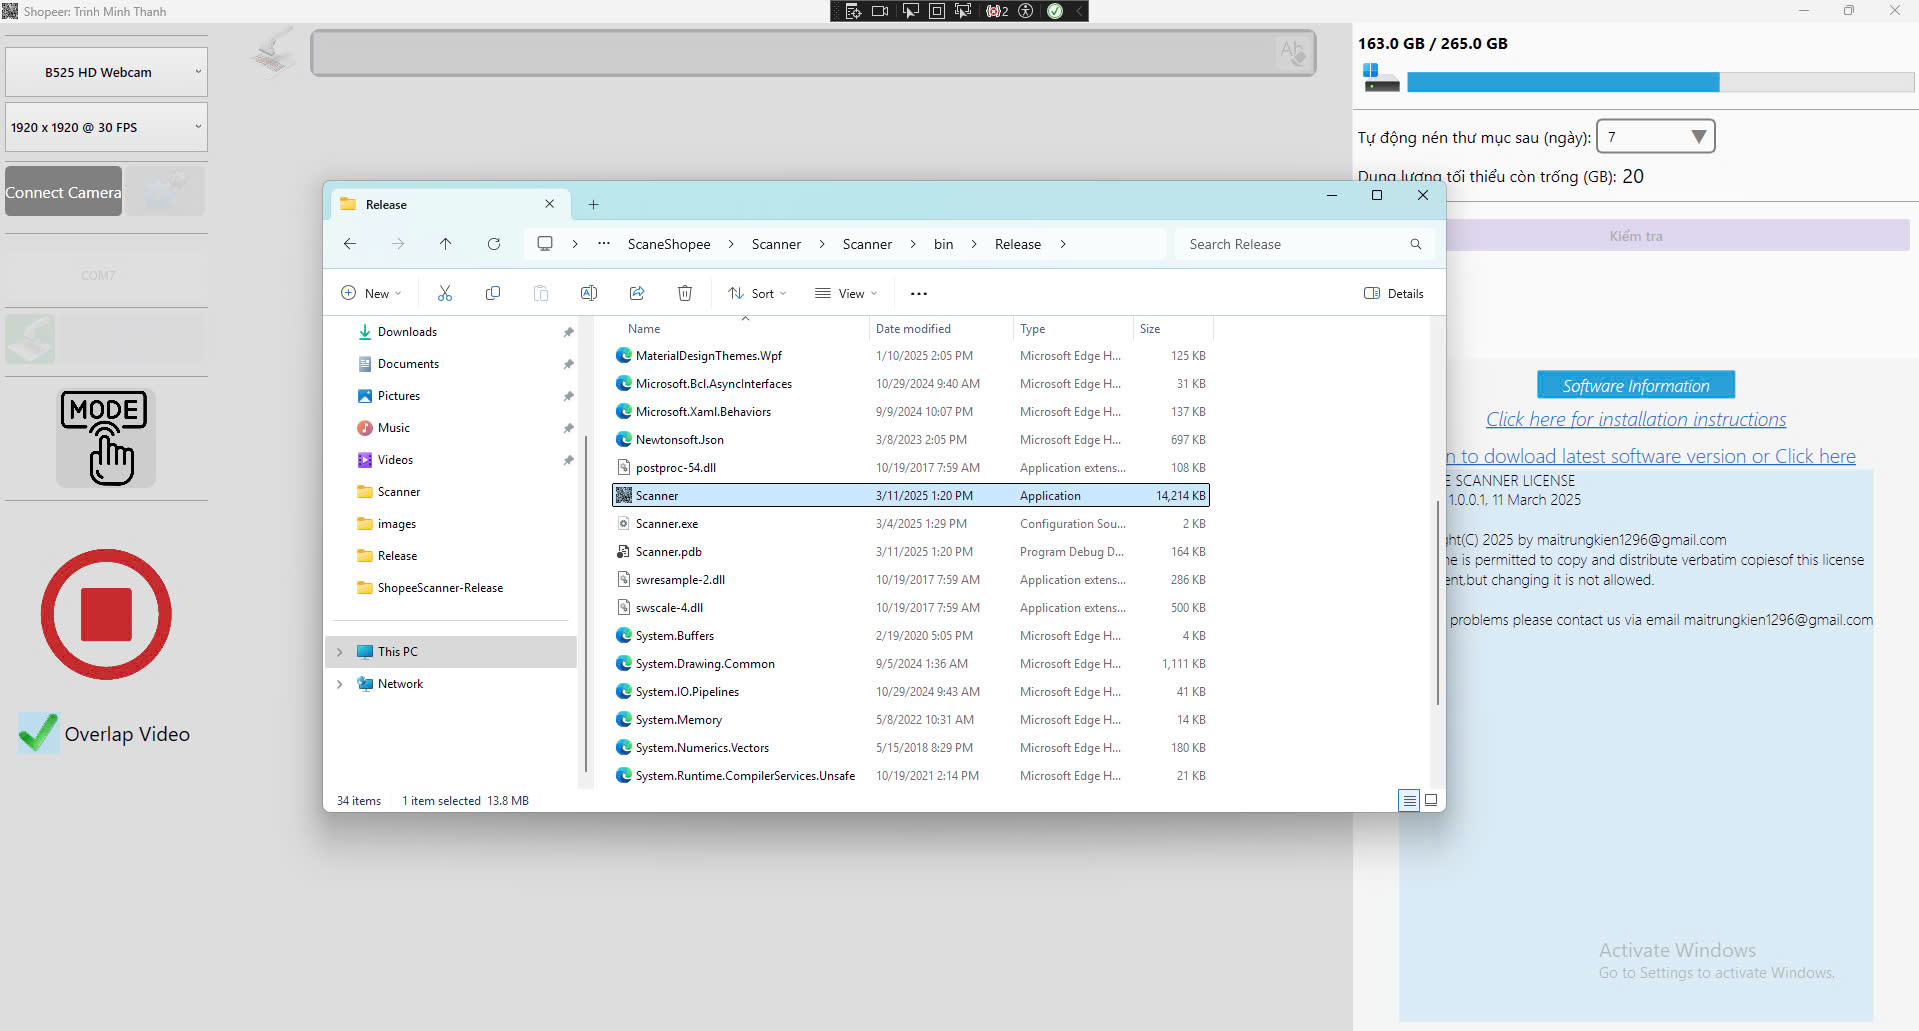 Shopeer: Trinh Minh Thanh
2
B525 HD Webcam
1920 x 1920 @ 30 FPS
Connect Camera
COM7
MODE
Overlap Video
163.0 GB / 265.0 GB
Tự động nén thư mục sau (ngày): 7
Dung lượng tối thiểu còn trống (GB): 20
Kiểm tra
Software Information
Click here for installation instructions
to dowload latest software version or Click here
SCANNER LICENSE
1.0.0.1, 11 March 2025
(C) 2025 by maitrungkien1296@gmail.com
is permitted to copy and distribute verbatim copiesof this license
,but changing it is not allowed.
problems please contact us via email maitrungkien1296@gmail.com
Activate Windows
Go to Settings to activate Windows.
Release
ScaneShopee > Scanner > Scanner > bin > Release >
Search Release
New
Sort
View
Details
Downloads
Documents
Pictures
Music
Videos
Scanner
images
Release
ShopeeScanner-Release
This PC
Network
Name Date modified Type Size
MaterialDesignThemes.Wpf 1/10/2025 2:05 PM Microsoft Edge H... 125 KB
Microsoft.Bcl.AsyncInterfaces 10/29/2024 9:40 AM Microsoft Edge H... 31 KB
Microsoft.Xaml.Behaviors 9/9/2024 10:07 PM Microsoft Edge H... 137 KB
Newtonsoft.Json 3/8/2023 2:05 PM Microsoft Edge H... 697 KB
postproc-54.dll 10/19/2017 7:59 AM Application extens... 108 KB
Scanner 3/11/2025 1:20 PM Application 14,214 KB
Scanner.exe 3/4/2025 1:29 PM Configuration Sou... 2 KB
Scanner.pdb 3/11/2025 1:20 PM Program Debug D... 164 KB
swresample-2.dll 10/19/2017 7:59 AM Application extens... 286 KB
swscale-4.dll 10/19/2017 7:59 AM Application extens... 500 KB
System.Buffers 2/19/2020 5:05 PM Microsoft Edge H... 4 KB
System.Drawing.Common 9/5/2024 1:36 AM Microsoft Edge H... 1,111 KB
System.IO.Pipelines 10/29/2024 9:43 AM Microsoft Edge H... 41 KB
System.Memory 5/8/2022 10:31 AM Microsoft Edge H... 14 KB
System.Numerics.Vectors 5/15/2018 8:29 PM Microsoft Edge H... 180 KB
System.Runtime.CompilerServices.Unsafe 10/19/2021 2:14 PM Microsoft Edge H... 21 KB
34 items 1 item selected 13.8 MB